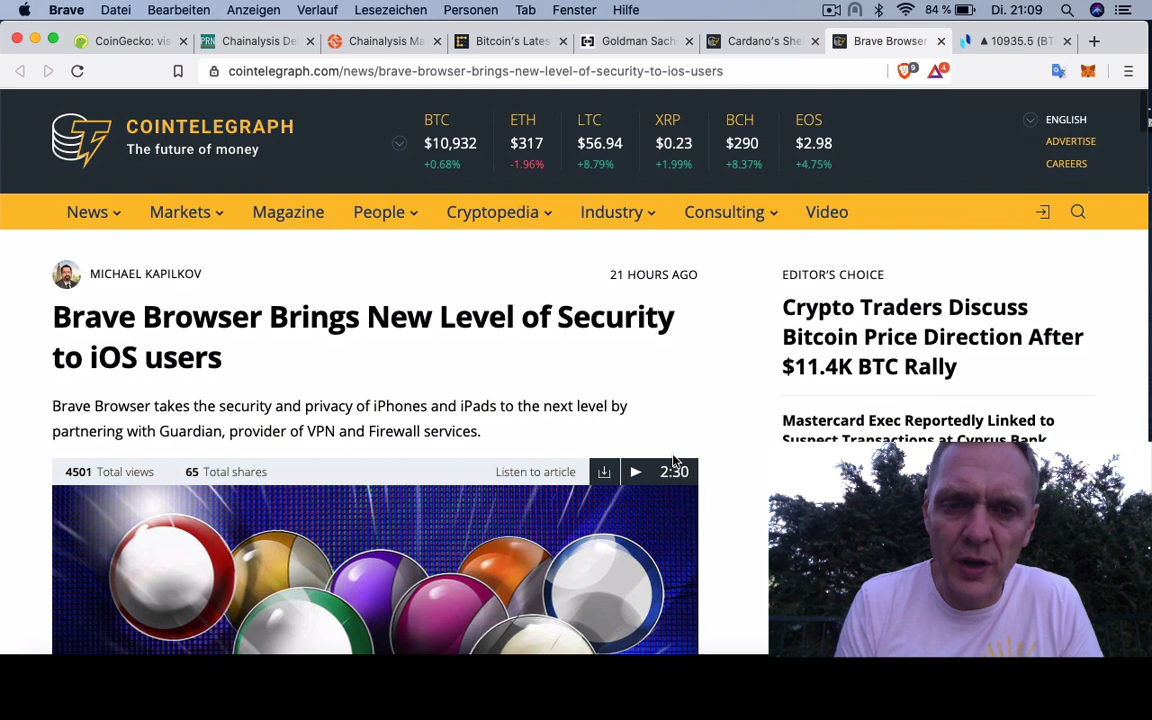 Brave Datei Bearbeiten Anzeigen Verlauf Lesezeichen Personen Tab Fenster Hilfe 84 % Di. 21:09
CoinGecko: vis Chainalysis De Chainalysis Ma Bitcoin's Lates Goldman Sach Cardano's She Brave Browser ▲10935.5 (BT
cointelegraph.com/news/brave-browser-brings-new-level-of-security-to-ios-users 9 4
COINTELEGRAPH
The future of money
BTC ETH LTC XRP BCH EOS
$10,932 $317 $56.94 $0.23 $290 $2.98
+0.68% -1.96% +8.79% +1.99% +8.37% +4.75%
ENGLISH
ADVERTISE
CAREERS
News Markets Magazine People Cryptopedia Industry Consulting Video
MICHAEL KAPILKOV 21 HOURS AGO
Brave Browser Brings New Level of Security
to iOS users
Brave Browser takes the security and privacy of iPhones and iPads to the next level by
partnering with Guardian, provider of VPN and Firewall services.
4501 Total views 65 Total shares Listen to article 2:30
EDITOR'S CHOICE
Crypto Traders Discuss
Bitcoin Price Direction After
$11.4K BTC Rally
Mastercard Exec Reportedly Linked to
Suspect Transactions at Cyprus Bank